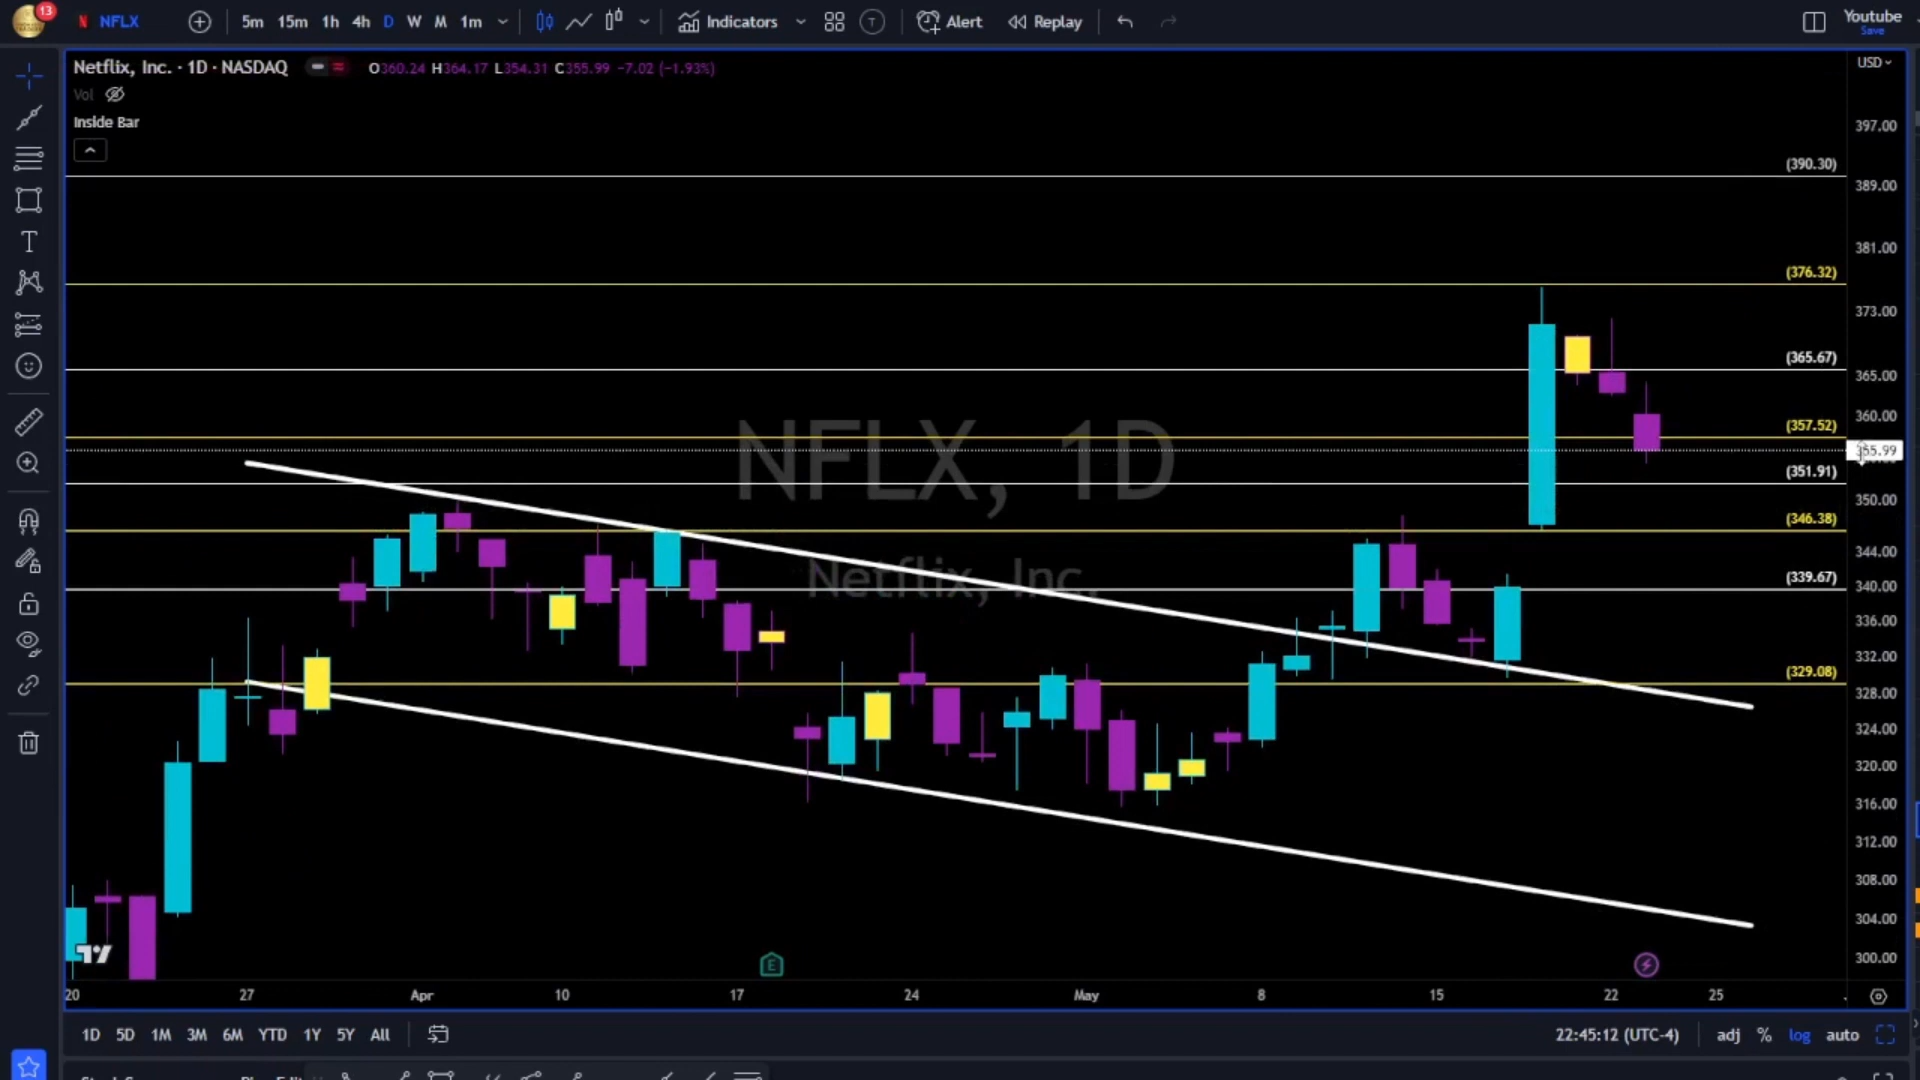 13 NFLX 5m 15m 1h 4h D W M 1m Indicators T Alert Replay Youtube
Save
Netflix, Inc. · 1D · NASDAQ O360.24 H364.17 L354.31 C355.99 −7.02 (−1.93%) USD
Vol
Inside Bar
397.00
(390.30)
389.00
381.00
(376.32)
373.00
(365.67)
365.00
360.00
(357.52)
NFLX, 1D
355.99
(351.91)
350.00
(346.38)
344.00
Netflix, Inc.
(339.67)
340.00
336.00
332.00
(329.08)
328.00
324.00
320.00
316.00
312.00
308.00
304.00
300.00
E
20 27 Apr 10 17 24 May 8 15 22 25
1D 5D 1M 3M 6M YTD 1Y 5Y All 22:45:12 (UTC-4) adj % log auto